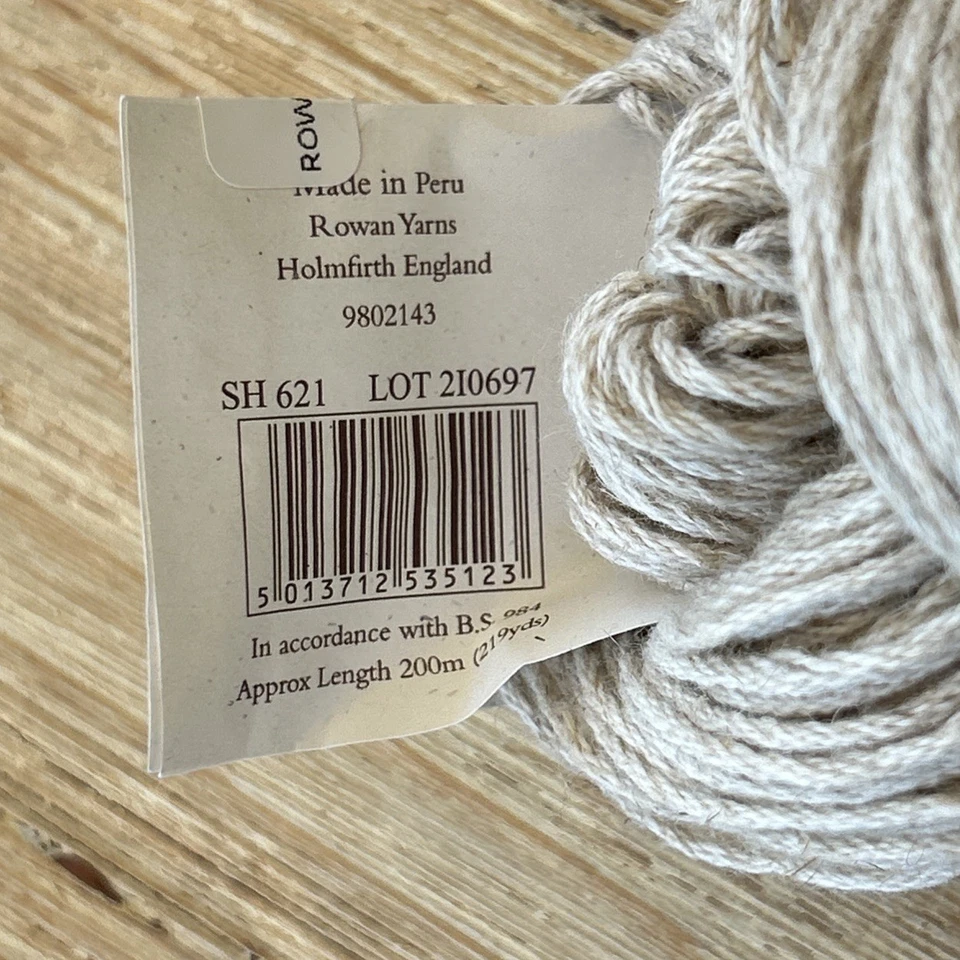 ROW
Made in Peru
Rowan Yarns
Holmfirth England
9802143
SH 621 LOT 2I0697
5 013712 535123
In accordance with B.S. 984
Approx Length 200m (219yds)